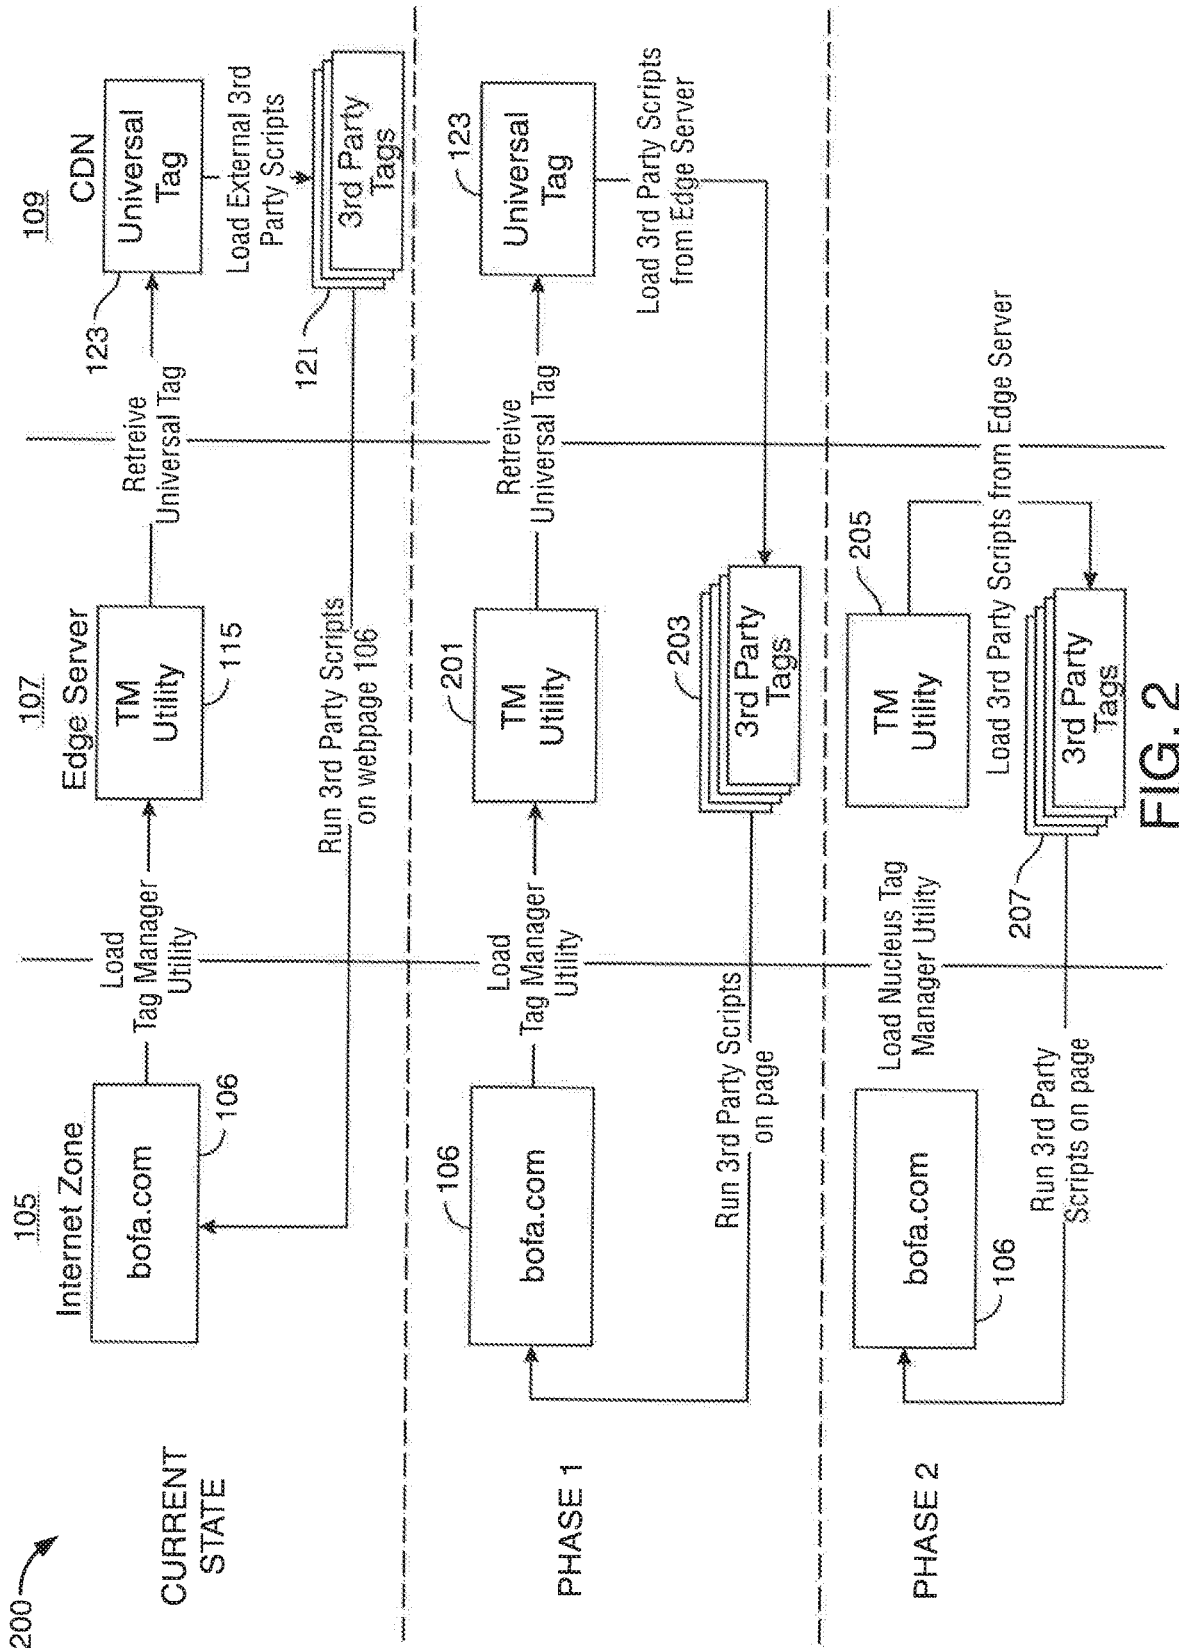 200
105
Internet Zone
107
Edge Server
109
CDN
CURRENT
STATE
bofa.com
106
Load
Tag Manager
Utility
TM
Utility
115
Retreive
Universal Tag
123
Universal
Tag
Load External 3rd
Party Scripts
121
3rd Party
Tags
Run 3rd Party Scripts
on webpage 106
PHASE 1
106
bofa.com
Load
Tag Manager
Utility
201
TM
Utility
Retreive
Universal Tag
123
Universal
Tag
Load 3rd Party Scripts
from Edge Server
203
3rd Party
Tags
Run 3rd Party Scripts
on page
PHASE 2
bofa.com
106
Load Nucleus Tag
Manager Utility
TM
Utility
205
Load 3rd Party Scripts from Edge Server
207
3rd Party
Tags
Run 3rd Party
Scripts on page
FIG. 2